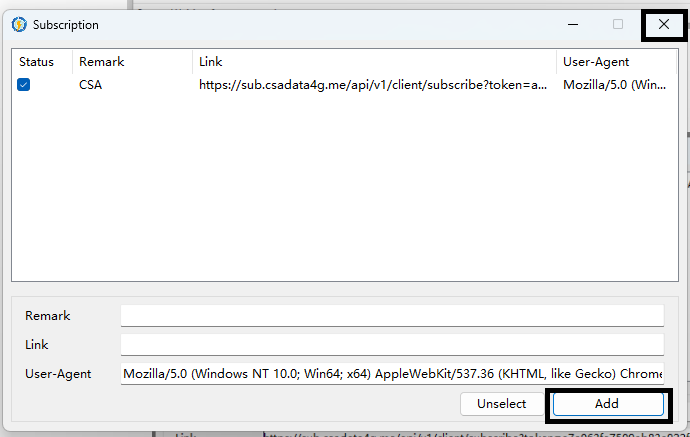 Subscription
Status Remark Link User-Agent
CSA https://sub.csadata4g.me/api/v1/client/subscribe?token=a... Mozilla/5.0 (Win...
Remark
Link
User-Agent Mozilla/5.0 (Windows NT 10.0; Win64; x64) AppleWebKit/537.36 (KHTML, like Gecko) Chrome
Unselect Add